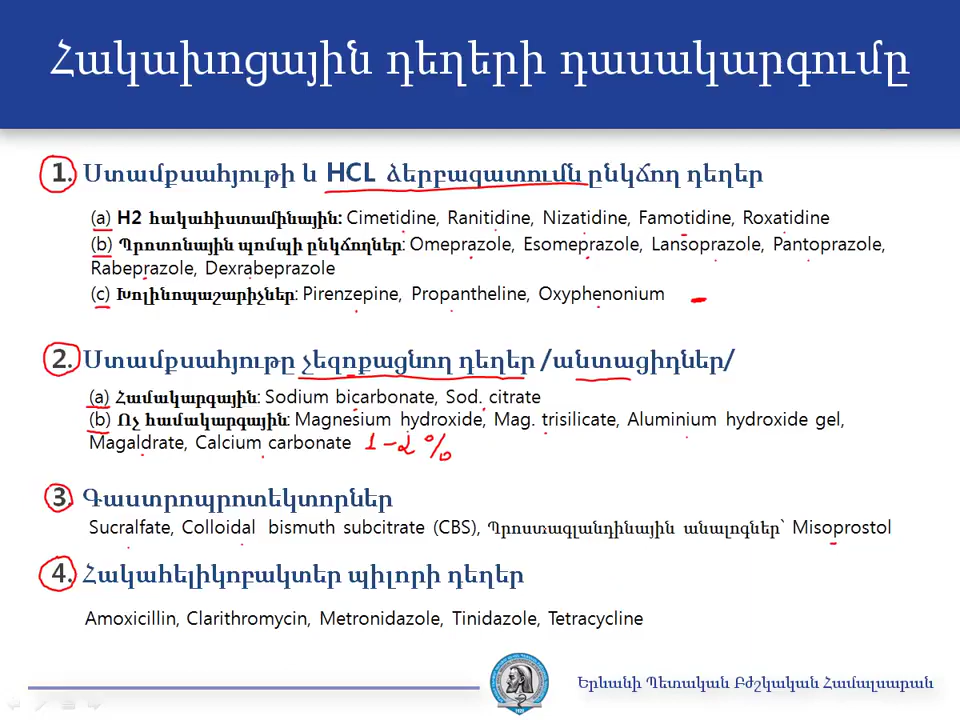 Հակախոցային դեղերի դասակարգումը
1. Ստամքսահյութի և HCL ձերբազատումն ընկճող դեղեր
(a) H2 հակահիստամինային: Cimetidine, Ranitidine, Nizatidine, Famotidine, Roxatidine
(b) Պրոտոնային պոմպի ընկճողներ: Omeprazole, Esomeprazole, Lansoprazole, Pantoprazole,
Rabeprazole, Dexrabeprazole
(c) Խոլինոպաշարիչներ: Pirenzepine, Propantheline, Oxyphenonium
2. Ստամքսահյութը չեզոքացնող դեղեր /անտացիդներ/
(a) Համակարգային: Sodium bicarbonate, Sod. citrate
(b) Ոչ համակարգային: Magnesium hydroxide, Mag. trisilicate, Aluminium hydroxide gel,
Magaldrate, Calcium carbonate 1-2%
3. Գաստրոպրոտեկտորներ
Sucralfate, Colloidal bismuth subcitrate (CBS), Պրոստագլանդինային անալոգներ՝ Misoprostol
4. Հակահելիկոբակտեր պիլորի դեղեր
Amoxicillin, Clarithromycin, Metronidazole, Tinidazole, Tetracycline
Երևանի Պետական Բժշկական Համալսարան